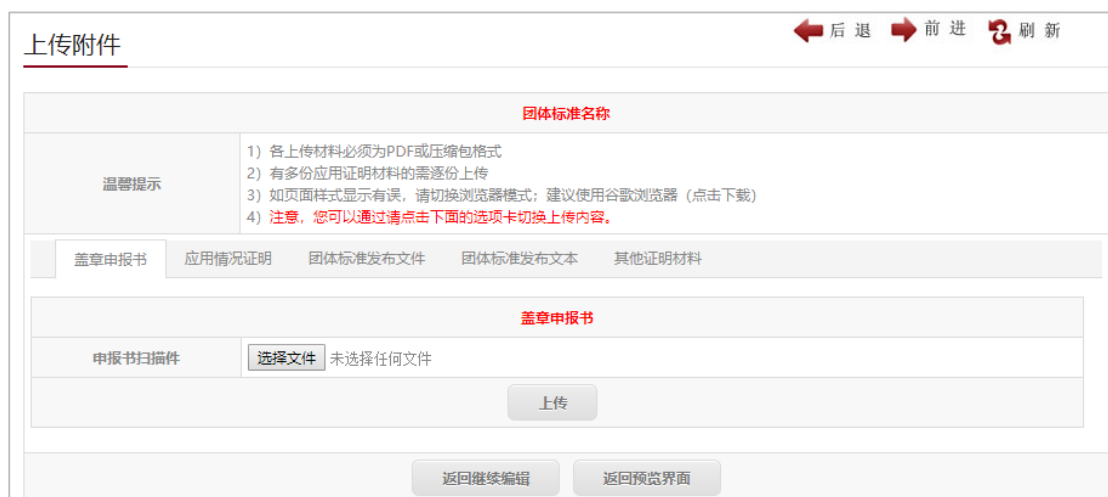 上传附件
后退 前进 刷新
团体标准名称
温馨提示
1）各上传材料必须为PDF或压缩包格式
2）有多份应用证明材料的需逐份上传
3）如页面样式显示有误，请切换浏览器模式；建议使用谷歌浏览器（点击下载）
4）注意，您可以通过请点击下面的选项卡切换上传内容。
盖章申报书 应用情况证明 团体标准发布文件 团体标准发布文本 其他证明材料
盖章申报书
申报书扫描件 选择文件 未选择任何文件
上传
返回继续编辑 返回预览界面